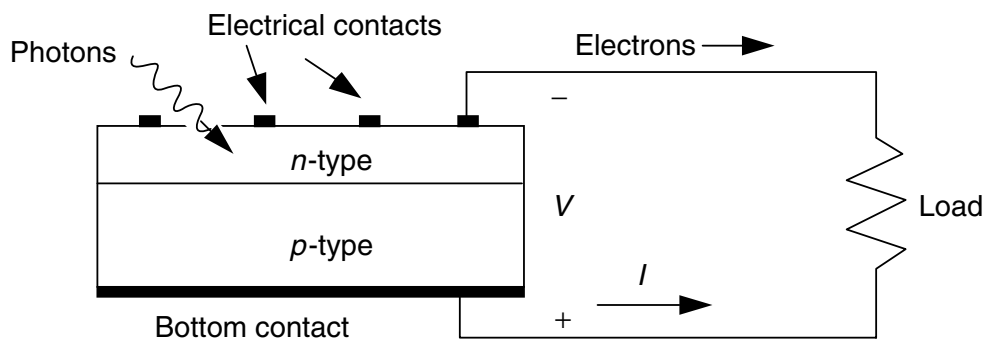 Electrical contacts
Photons
Electrons
−
n-type
V
Load
p-type
I
+
Bottom contact